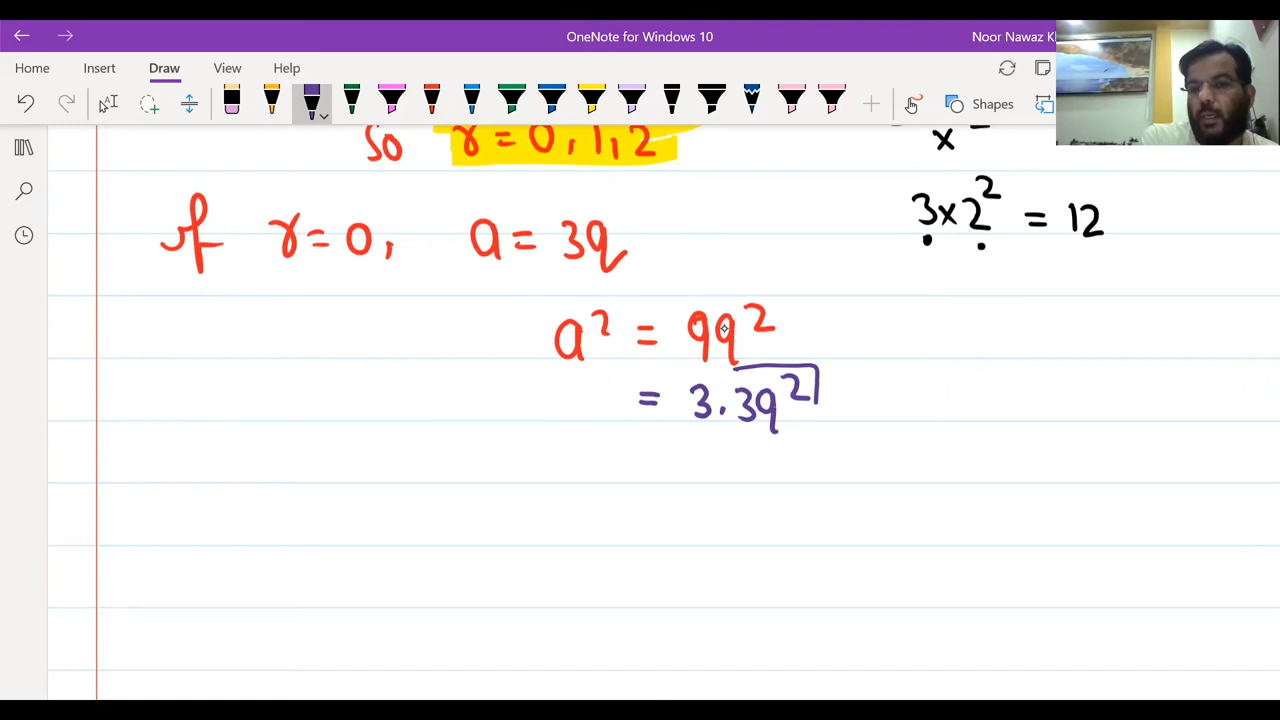 OneNote for Windows 10
Noor Nawaz K
Home Insert Draw View Help
Shapes
So r = 0, 1, 2
x =
3×2² = 12
if r = 0, a = 3q
a² = 9q²
= 3.3q²